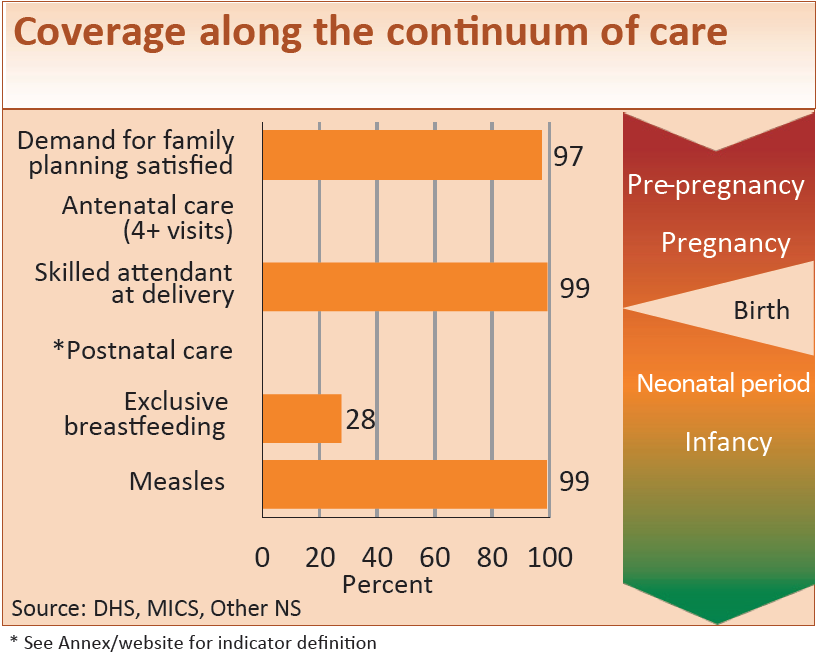 Coverage along the continuum of care
Demand for family
planning satisfied
97
Antenatal care
(4+ visits)
Skilled attendant
at delivery
99
*Postnatal care
Exclusive
breastfeeding
28
Measles
99
0 20 40 60 80 100
Percent
Pre-pregnancy
Pregnancy
Birth
Neonatal period
Infancy
Source: DHS, MICS, Other NS
* See Annex/website for indicator definition